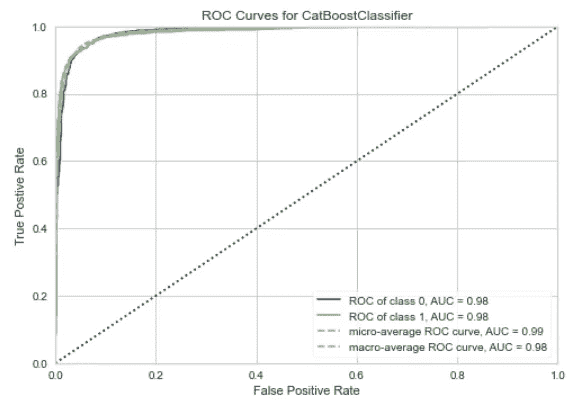 ROC Curves for CatBoostClassifier
1.0
0.8
0.6
0.4
0.2
0.0
True Postive Rate
ROC of class 0, AUC = 0.98
ROC of class 1, AUC = 0.98
micro-average ROC curve, AUC = 0.99
macro-average ROC curve, AUC = 0.98
0.0 0.2 0.4 0.6 0.8 1.0
False Positive Rate